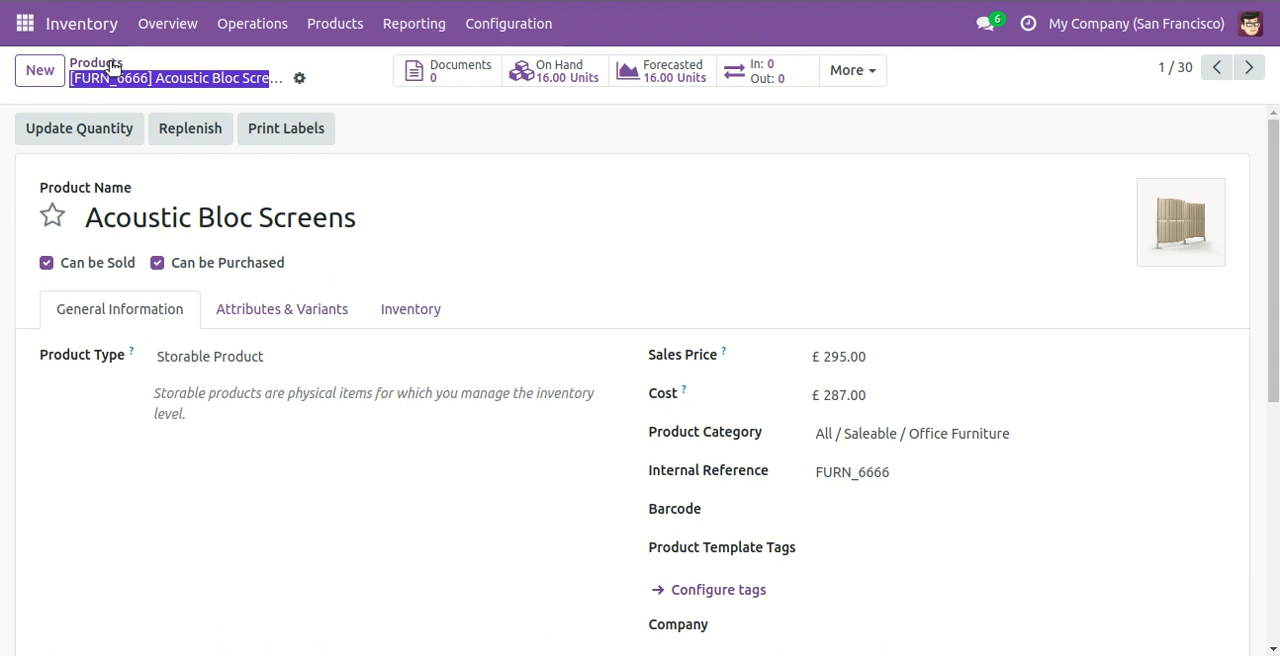 Inventory Overview Operations Products Reporting Configuration 6 My Company (San Francisco)
New Products
[FURN_6666] Acoustic Bloc Scre...
Documents 0
On Hand 16.00 Units
Forecasted 16.00 Units
In: 0
Out: 0
More
1 / 30
Update Quantity Replenish Print Labels
Product Name
Acoustic Bloc Screens
Can be Sold Can be Purchased
General Information Attributes & Variants Inventory
Product Type ? Storable Product
Storable products are physical items for which you manage the inventory
level.
Sales Price ? £ 295.00
Cost ? £ 287.00
Product Category All / Saleable / Office Furniture
Internal Reference FURN_6666
Barcode
Product Template Tags
→ Configure tags
Company